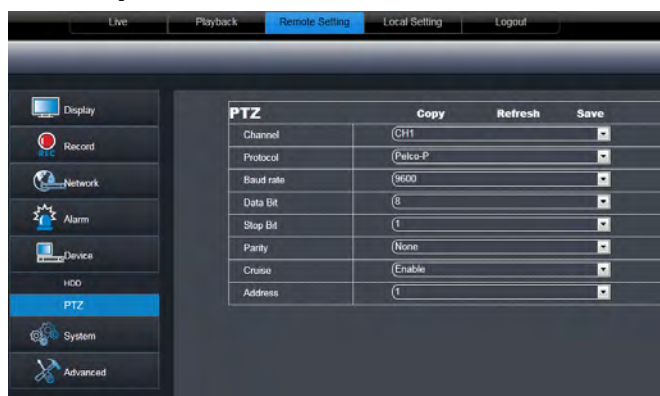 Live Playback Remote Setting Local Setting Logout
Display
Record
REC
Network
Alarm
Device
HDD
PTZ
System
Advanced
PTZ Copy Refresh Save
Channel CH1
Protocol Pelco-P
Baud rate 9600
Data Bit 8
Stop Bit 1
Parity None
Cruise Enable
Address 1